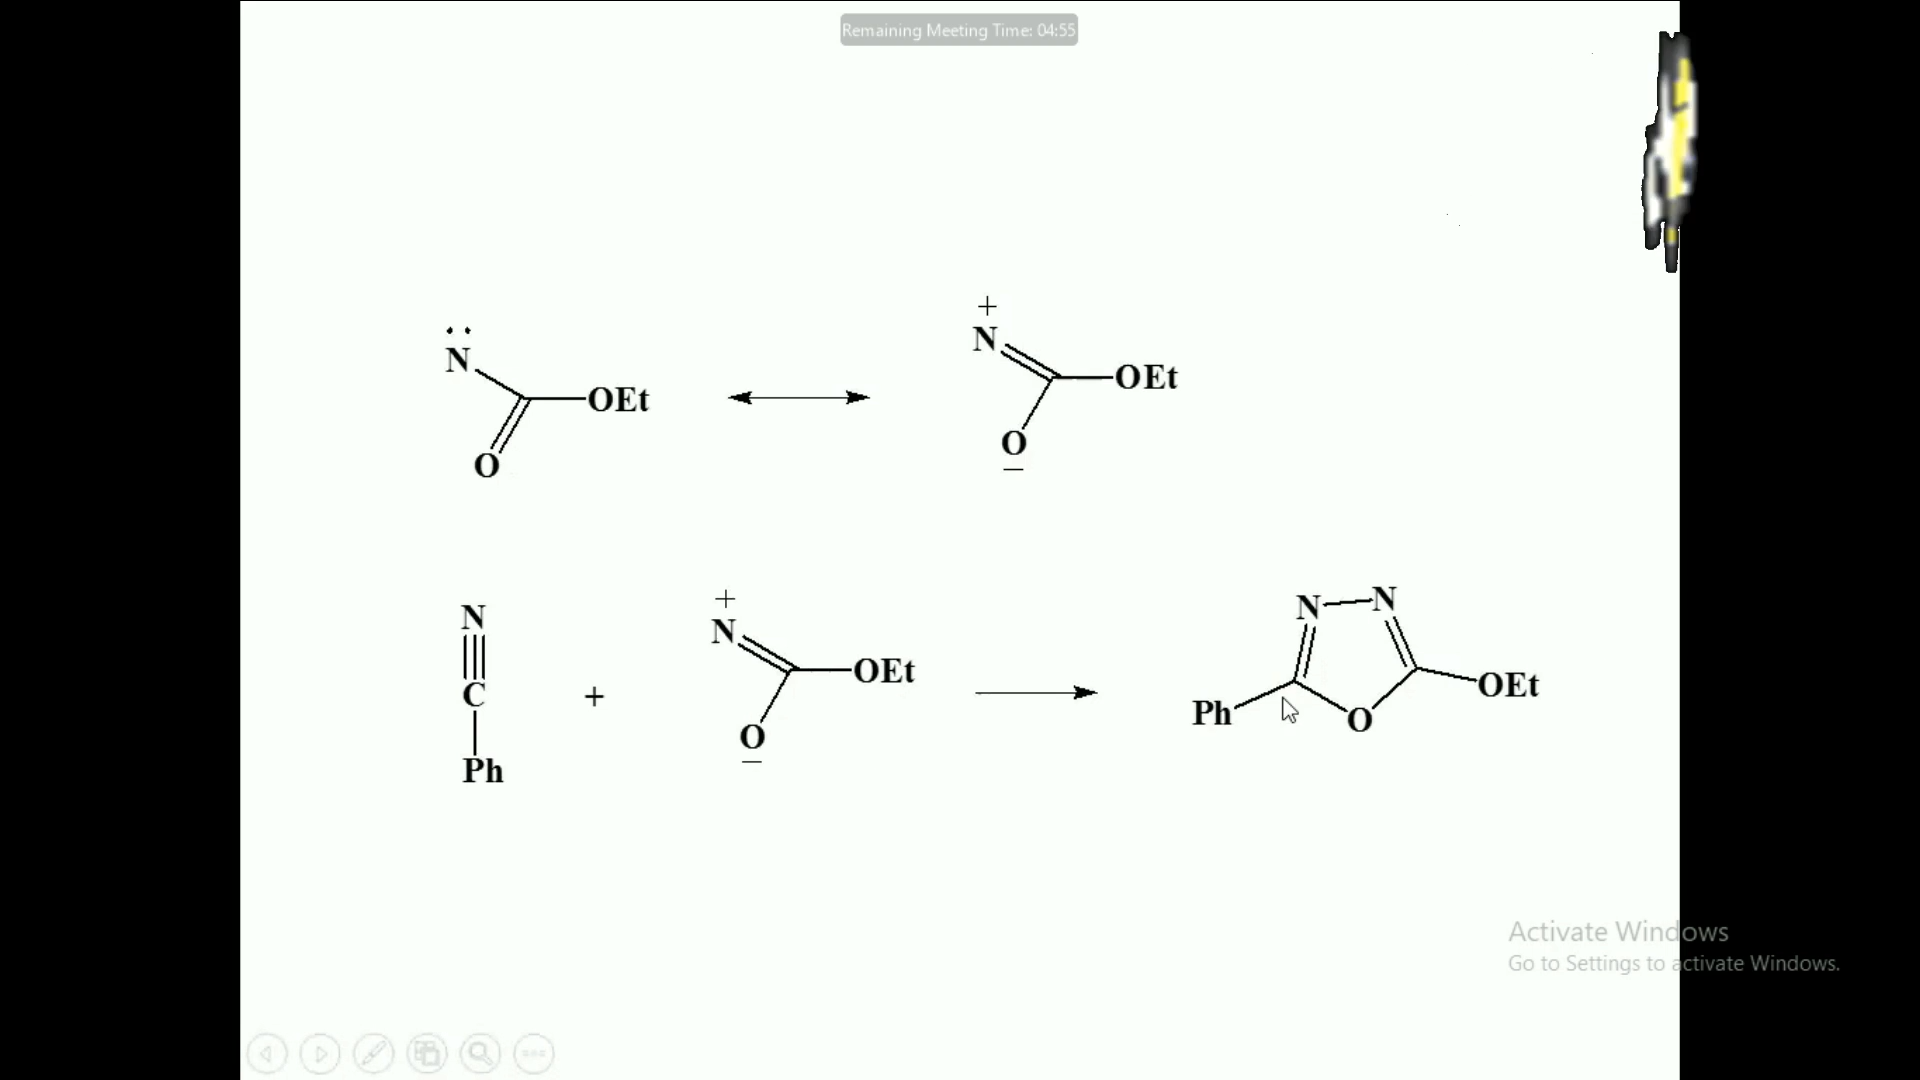 Remaining Meeting Time: 04:55
+
N
N
OEt
OEt
O
O
−
N
+
N
N
N
C
+
OEt
OEt
Ph
O
O
Ph
−
Activate Windows
Go to Settings to activate Windows.